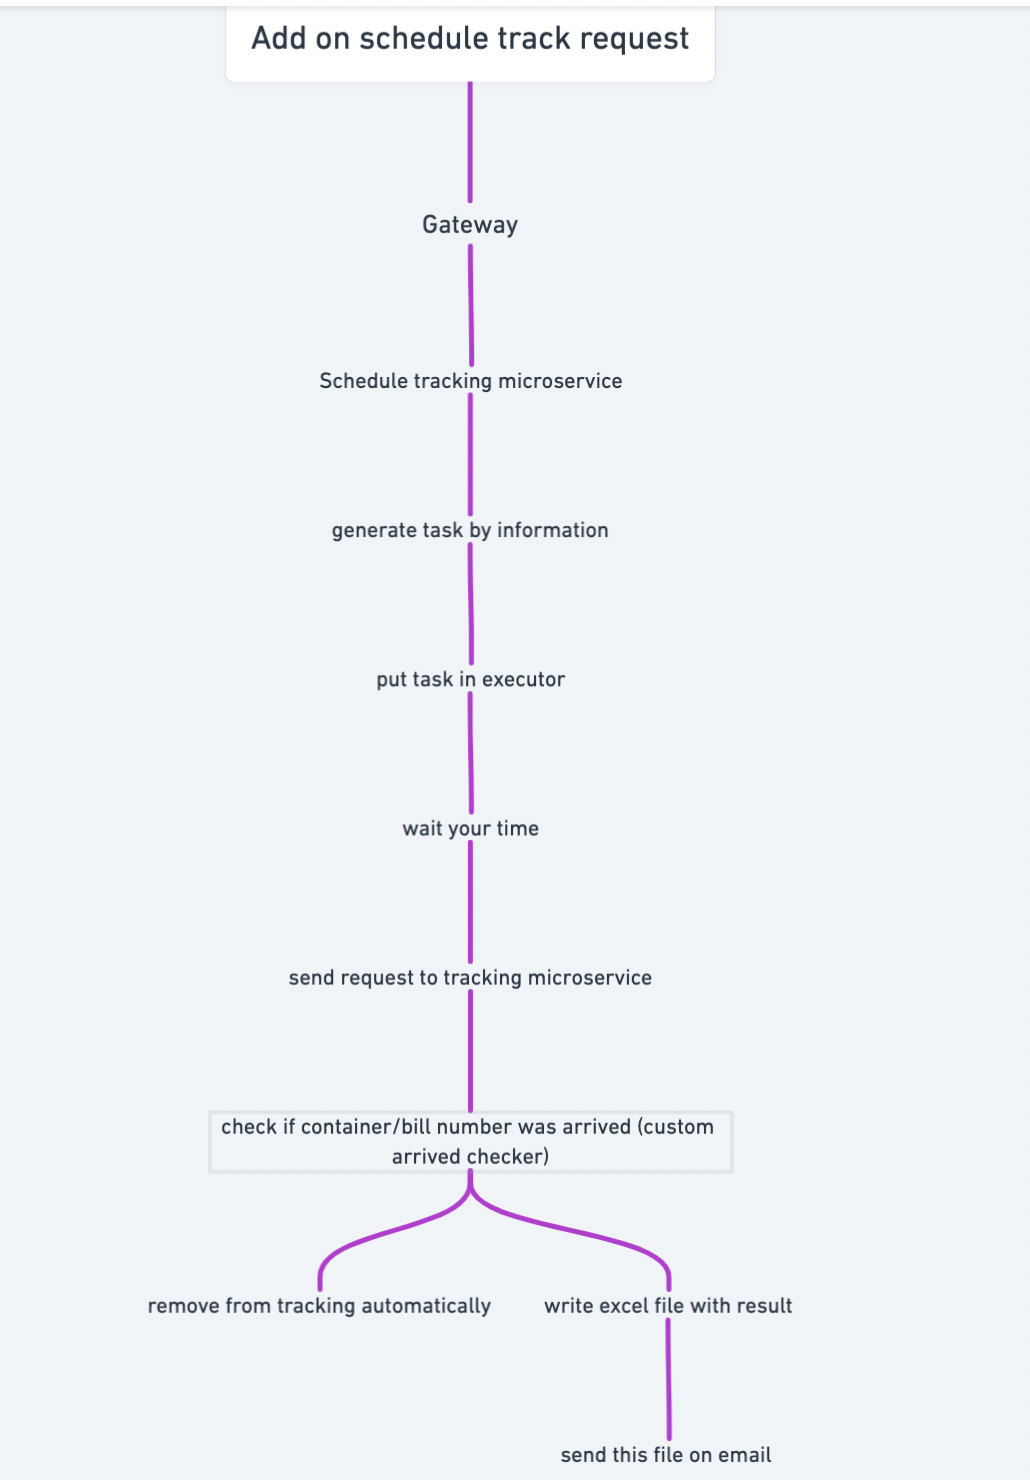 Add on schedule track request
Gateway
Schedule tracking microservice
generate task by information
put task in executor
wait your time
send request to tracking microservice
check if container/bill number was arrived (custom
arrived checker)
remove from tracking automatically
write excel file with result
send this file on email